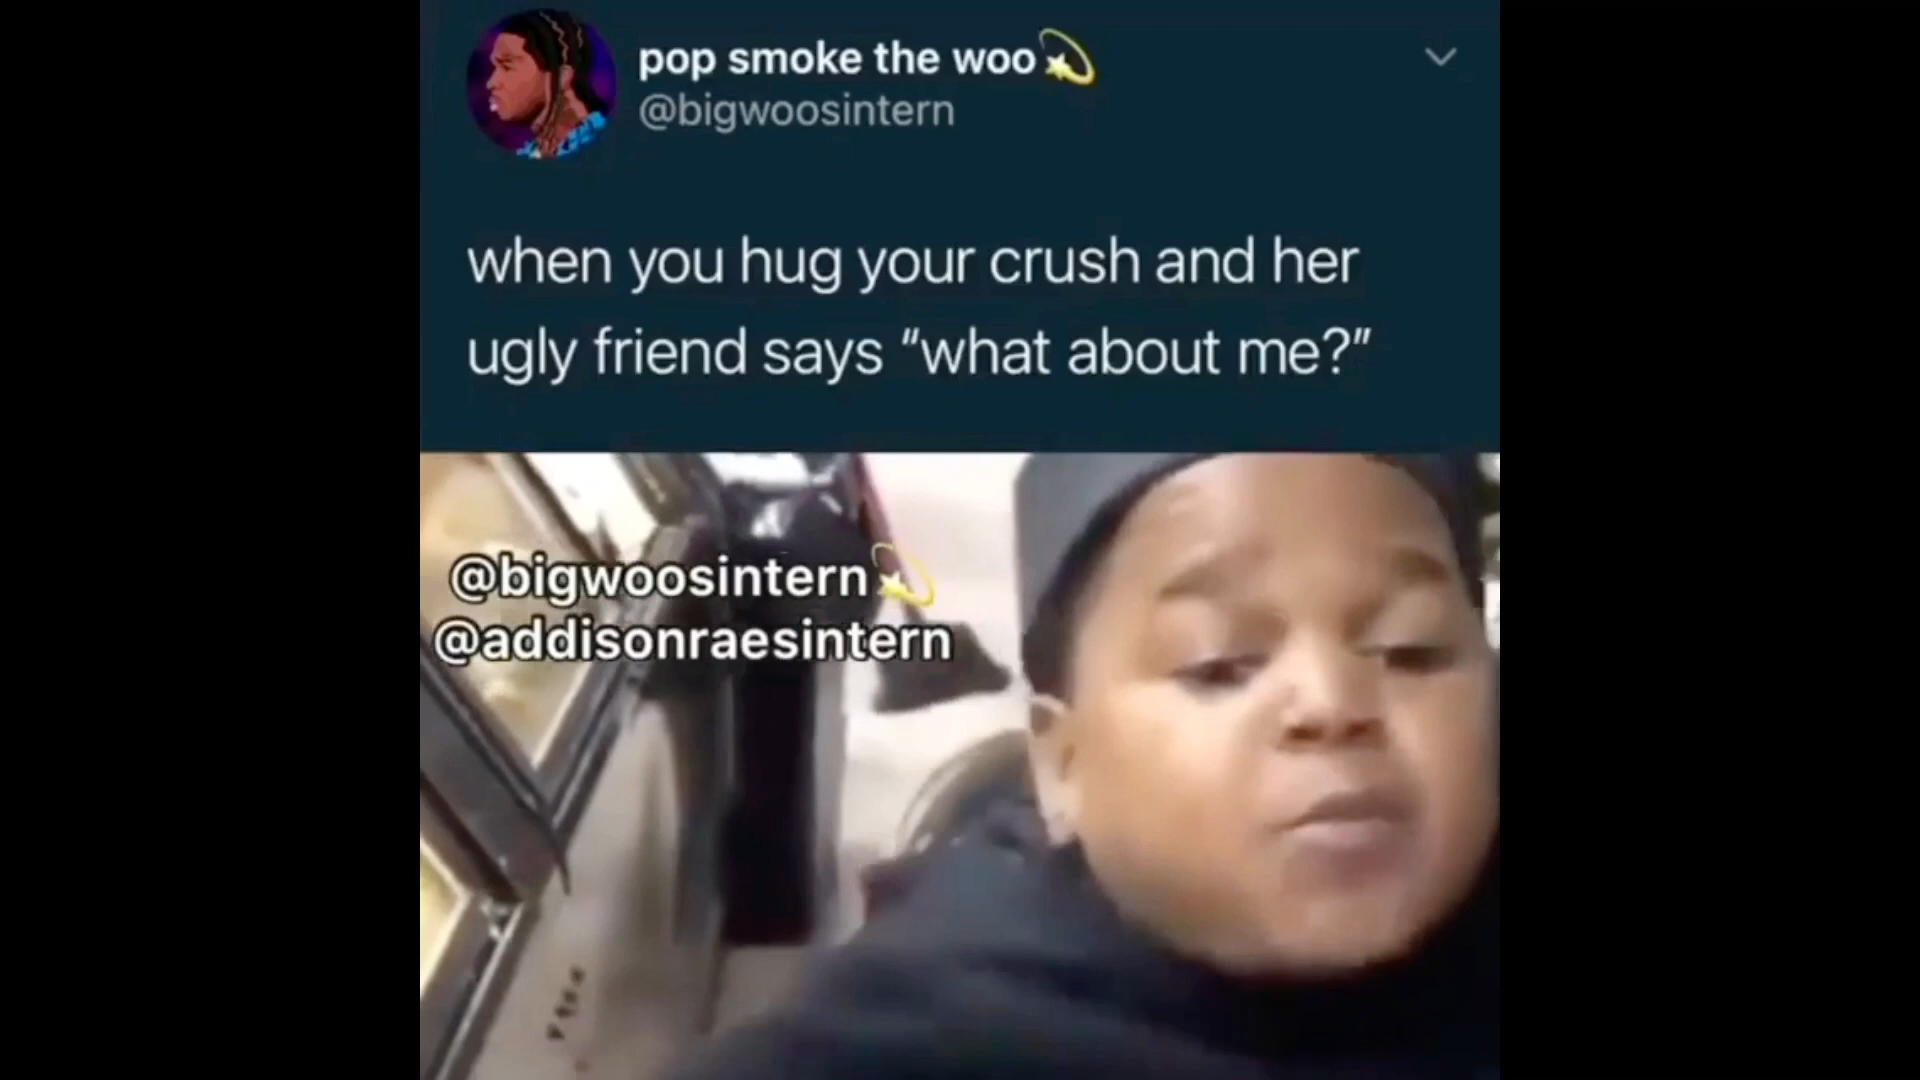 pop smoke the woo💫
@bigwoosintern
when you hug your crush and her
ugly friend says “what about me?”
@bigwoosintern💫
@addisonraesintern